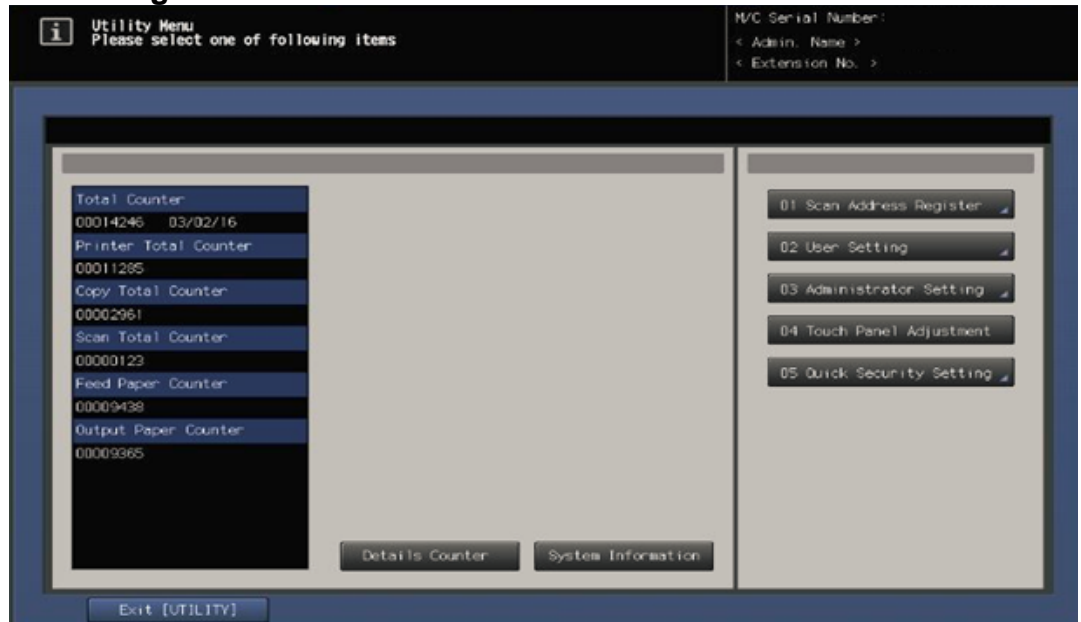 Utility Menu
Please select one of following items
M/C Serial Number:
< Admin. Name >
< Extension No. >
Total Counter
00014246 03/02/16
Printer Total Counter
00011285
Copy Total Counter
00002961
Scan Total Counter
00000123
Feed Paper Counter
00009438
Output Paper Counter
00009365
Details Counter
System Information
01 Scan Address Register
02 User Setting
03 Administrator Setting
04 Touch Panel Adjustment
05 Quick Security Setting
Exit [UTILITY]